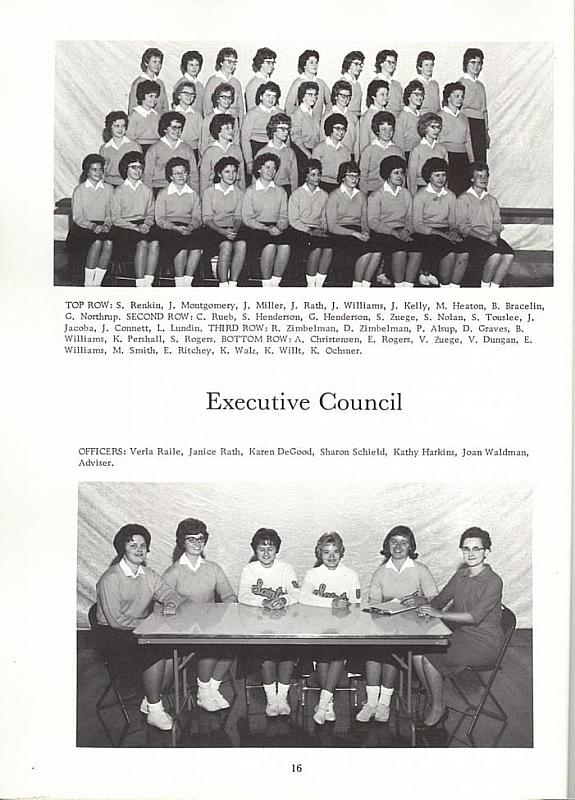 TOP ROW: S. Renkin, J. Montgomery, J. Miller, J. Rath, J. Williams, J. Kelly, M. Heaton, B. Bracelin,
G. Northrup. SECOND ROW: C. Rueb, S. Henderson, G. Henderson, S. Zuege, S. Nolan, S. Touslee, J.
Jacoba, J. Connett, L. Lundin. THIRD ROW: R. Zimbelman, D. Zimbelman, P. Alsup, D. Graves, B.
Williams, K. Pershall, S. Rogers. BOTTOM ROW: A. Christensen, E. Rogers, V. Zuege, V. Dungan, E.
Williams, M. Smith, E. Ritchey, K. Walz, K. Willt, K. Ochsner.
Executive Council
OFFICERS: Verla Raile, Janice Rath, Karen DeGood, Sharon Schield, Kathy Harkins, Joan Waldman,
Adviser.
16